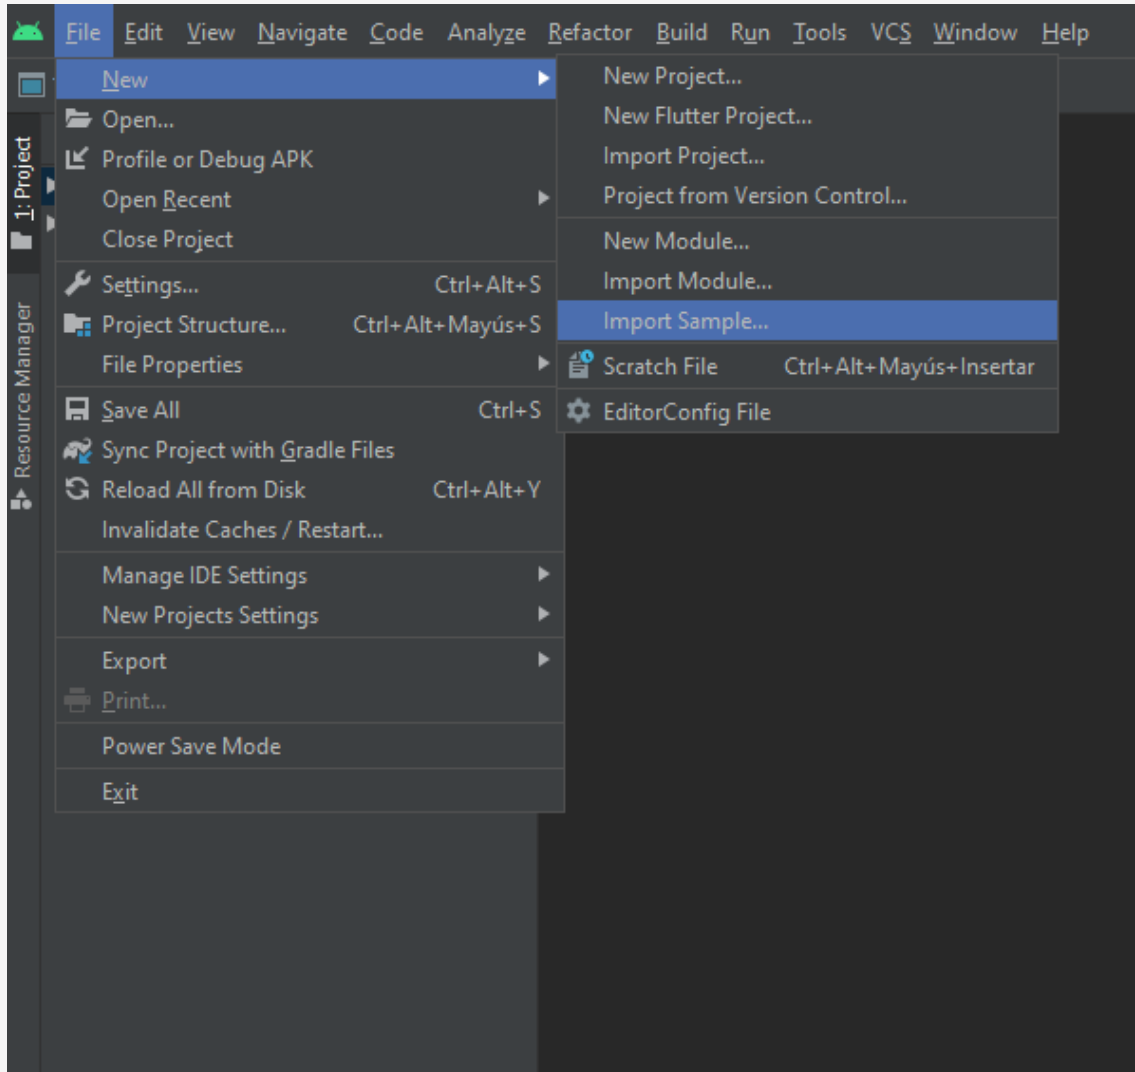 File Edit View Navigate Code Analyze Refactor Build Run Tools VCS Window Help
New
Open...
Profile or Debug APK
Open Recent
Close Project
Settings... Ctrl+Alt+S
Project Structure... Ctrl+Alt+Mayús+S
File Properties
Save All Ctrl+S
Sync Project with Gradle Files
Reload All from Disk Ctrl+Alt+Y
Invalidate Caches / Restart...
Manage IDE Settings
New Projects Settings
Export
Print...
Power Save Mode
Exit
New Project...
New Flutter Project...
Import Project...
Project from Version Control...
New Module...
Import Module...
Import Sample...
Scratch File Ctrl+Alt+Mayús+Insertar
EditorConfig File
1: Project
Resource Manager